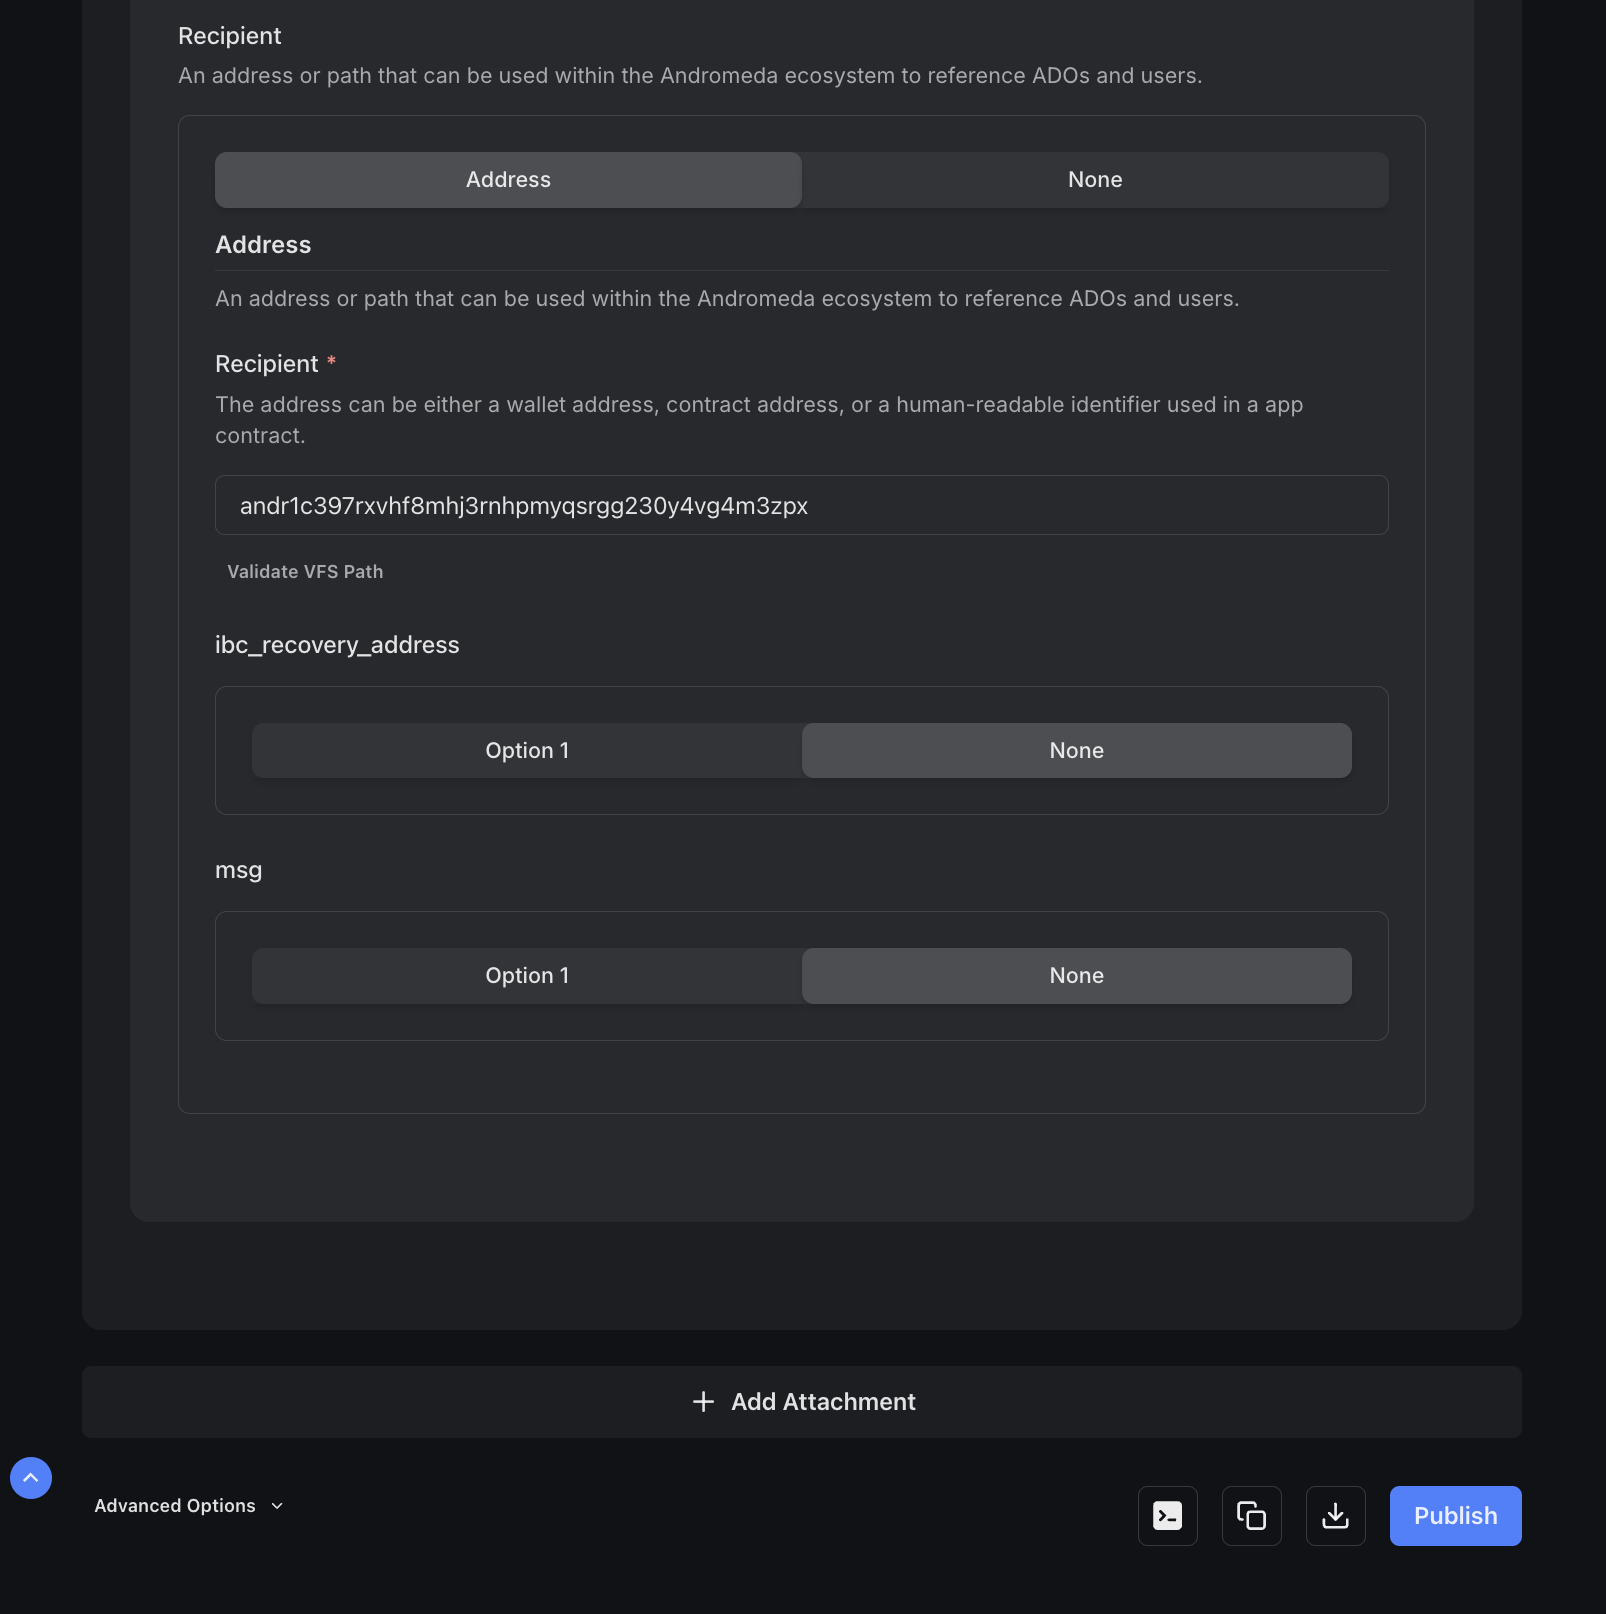 Recipient
An address or path that can be used within the Andromeda ecosystem to reference ADOs and users.
Address
None
Address
An address or path that can be used within the Andromeda ecosystem to reference ADOs and users.
Recipient *
The address can be either a wallet address, contract address, or a human-readable identifier used in a app
contract.
andr1c397rxvhf8mhj3rnhpmyqsrgg230y4vg4m3zpx
Validate VFS Path
ibc_recovery_address
Option 1
None
msg
Option 1
None
Add Attachment
Advanced Options
Publish